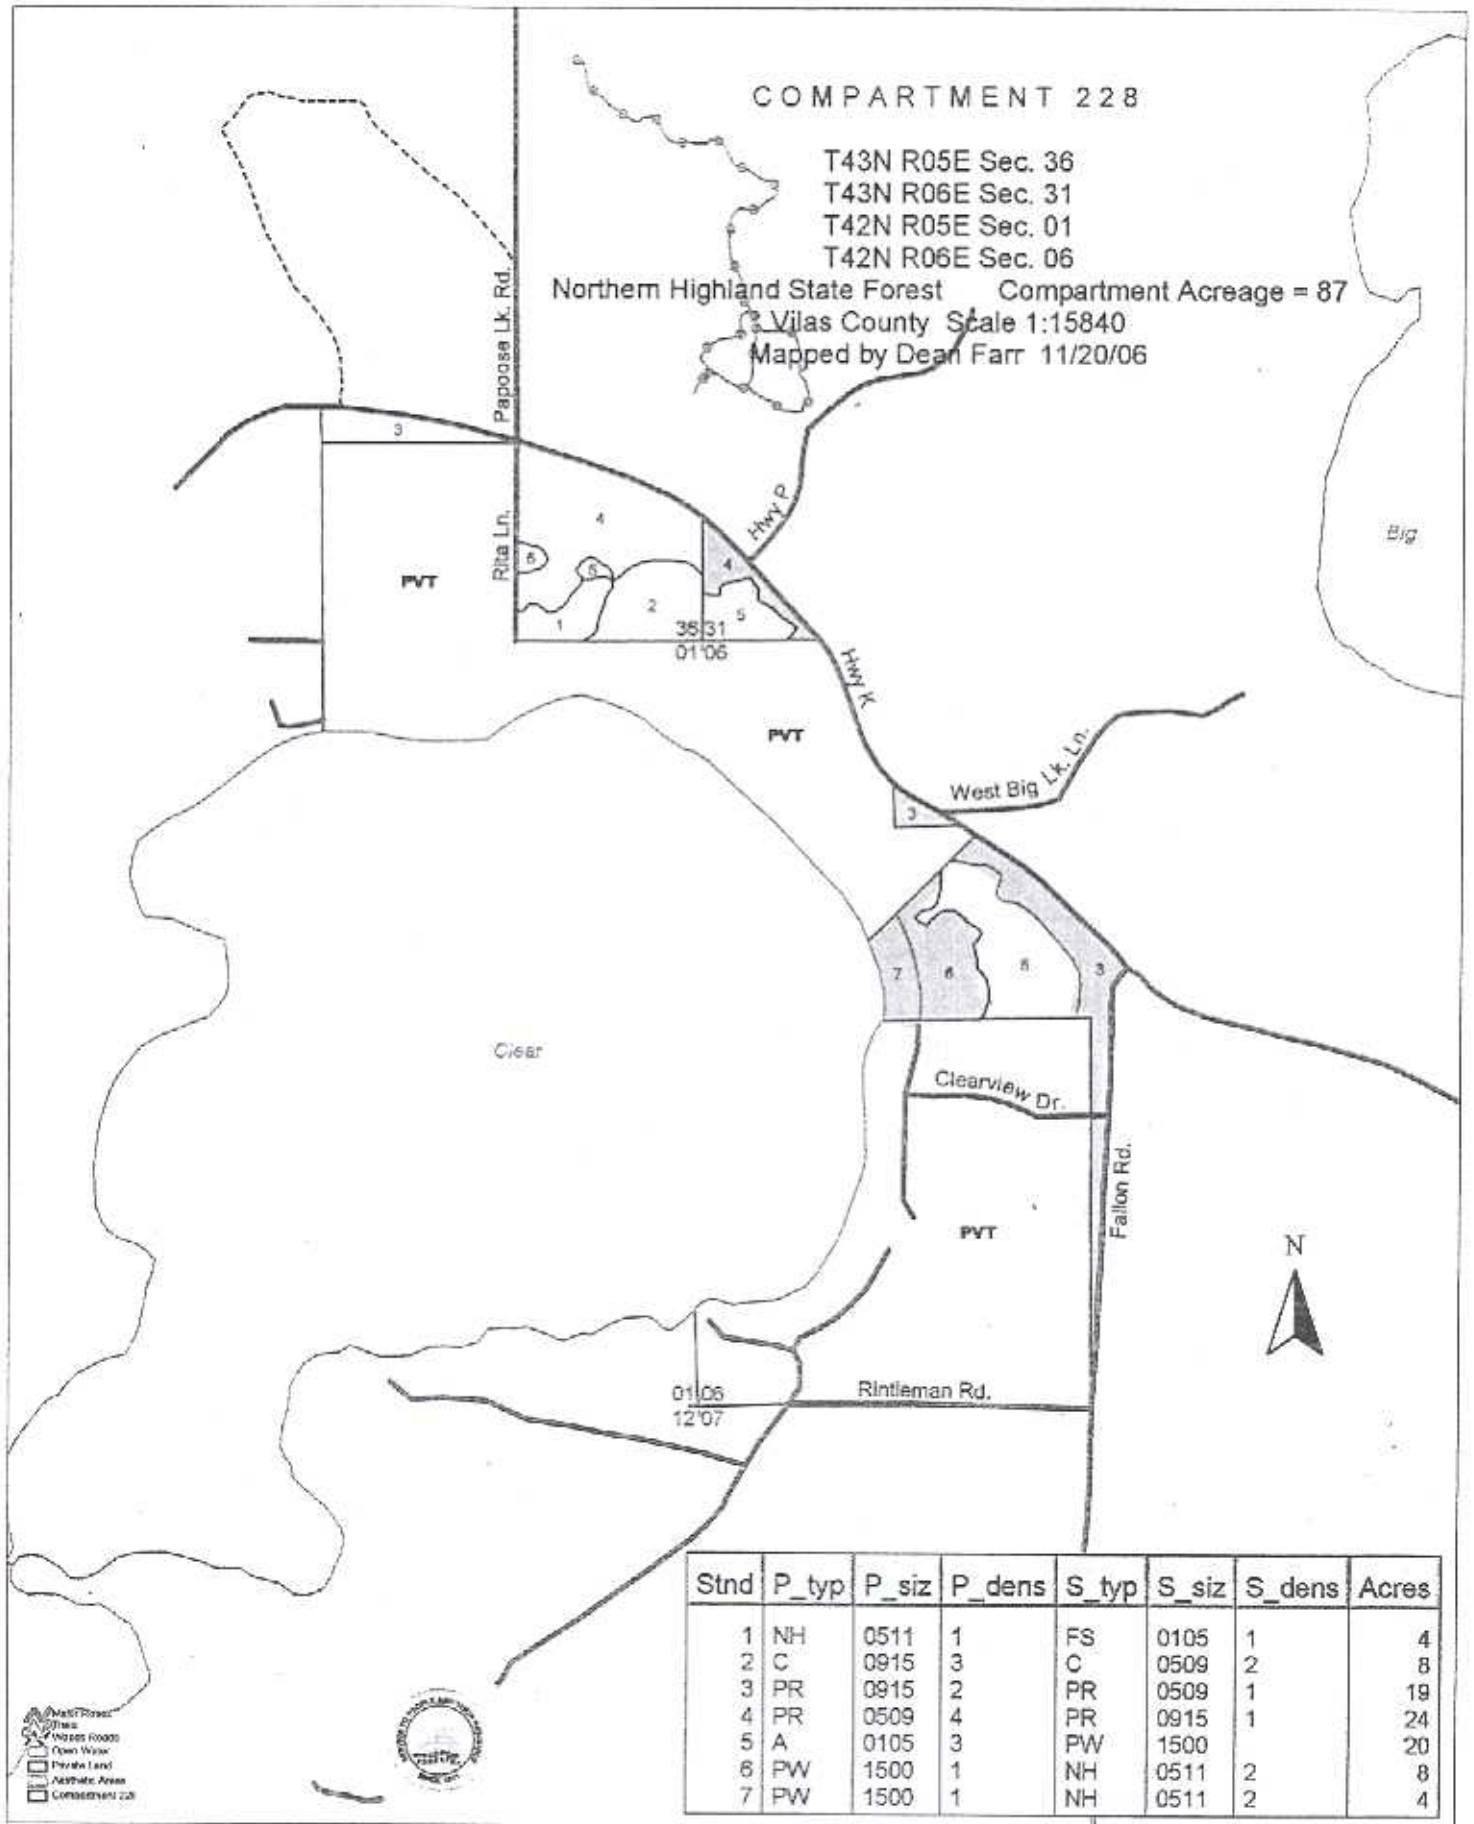 COMPARTMENT 228
T43N R05E Sec. 36
T43N R06E Sec. 31
T42N R05E Sec. 01
T42N R06E Sec. 06
Northern Highland State Forest Compartment Acreage = 87
Vilas County Scale 1:15840
Mapped by Dean Farr 11/20/06
Papoose Lk. Rd.
3
Hwy P
4
Rita Ln.
6
5
4
PVT
2
5
1
36 31
01 06
Big
Hwy K
PVT
West Big Lk. Ln.
3
7
6
5
3
Clear
Clearview Dr.
Fallon Rd.
PVT
N
01 06
12 07
Rintleman Rd.
Stnd P_typ P_siz P_dens S_typ S_siz S_dens Acres
1 NH 0511 1 FS 0105 1 4
2 C 0915 3 C 0509 2 8
3 PR 0915 2 PR 0509 1 19
4 PR 0509 4 PR 0915 1 24
5 A 0105 3 PW 1500 20
6 PW 1500 1 NH 0511 2 8
7 PW 1500 1 NH 0511 2 4
Major Roads
Trails
Woods Roads
Open Water
Private Land
Aesthetic Areas
Compartment 228